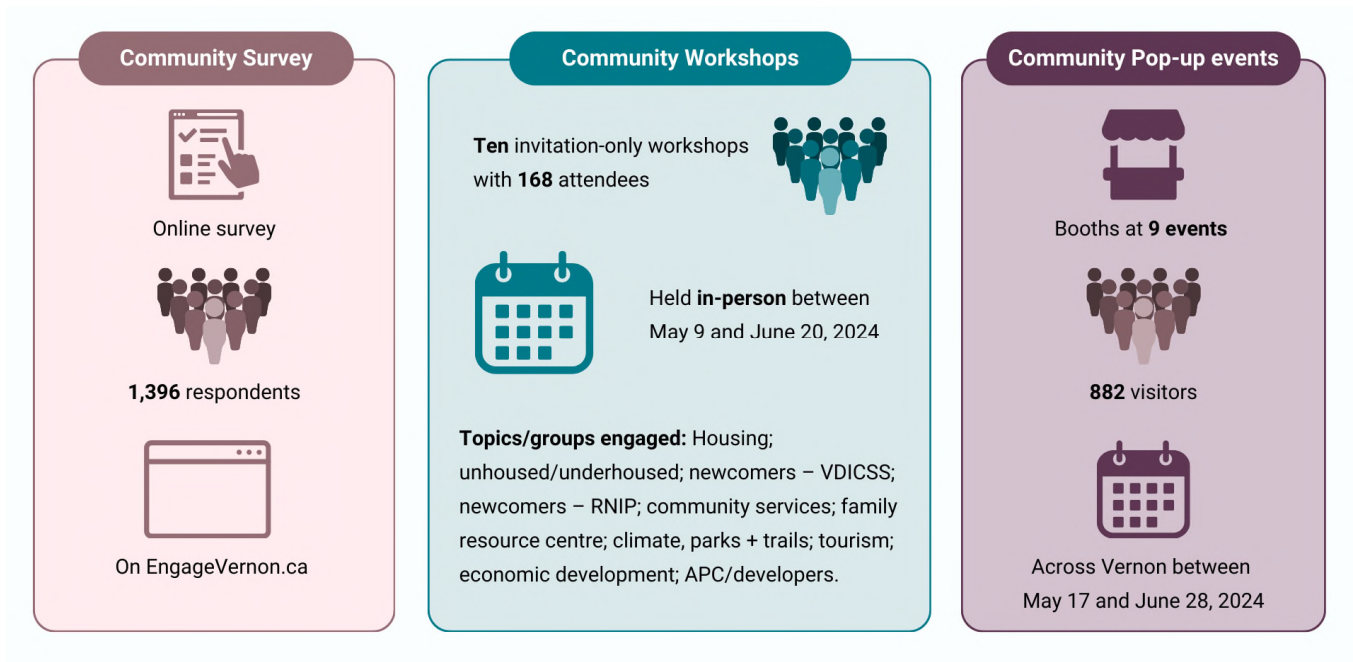 Community Survey
Online survey
1,396 respondents
On EngageVernon.ca
Community Workshops
Ten invitation-only workshops
with 168 attendees
Held in-person between
May 9 and June 20, 2024
Topics/groups engaged: Housing;
unhoused/underhoused; newcomers – VDICSS;
newcomers – RNIP; community services; family
resource centre; climate, parks + trails; tourism;
economic development; APC/developers.
Community Pop-up events
Booths at 9 events
882 visitors
Across Vernon between
May 17 and June 28, 2024